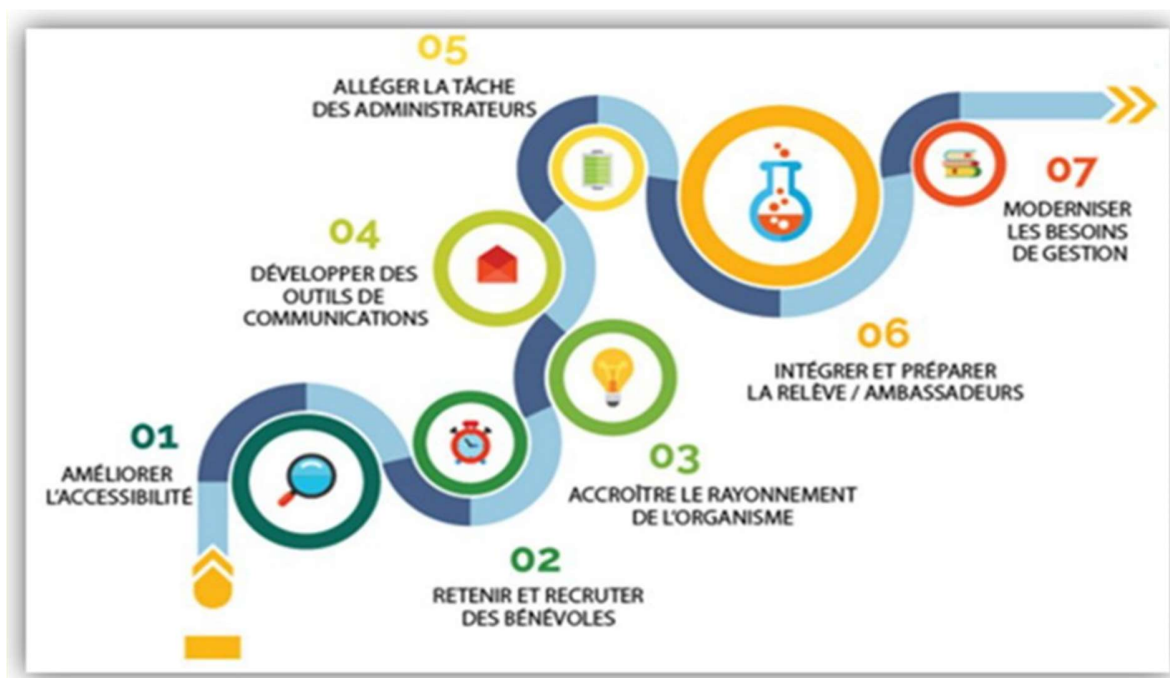 01
AMÉLIORER
L'ACCESSIBILITÉ
02
RETENIR ET RECRUTER
DES BÉNÉVOLES
03
ACCROÎTRE LE RAYONNEMENT
DE L'ORGANISME
04
DÉVELOPPER DES
OUTILS DE
COMMUNICATIONS
05
ALLÉGER LA TÂCHE
DES ADMINISTRATEURS
06
INTÉGRER ET PRÉPARER
LA RELÈVE / AMBASSADEURS
07
MODERNISER
LES BESOINS
DE GESTION